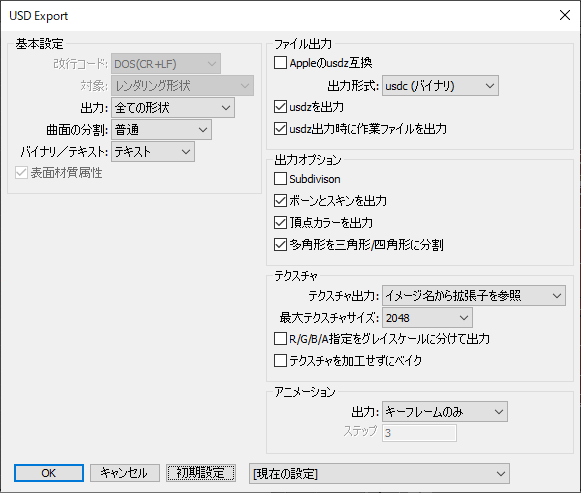 USD Export
基本設定
改行コード: DOS(CR+LF)
対象: レンダリング形状
出力: 全ての形状
曲面の分割: 普通
バイナリ／テキスト: テキスト
表面材質属性
ファイル出力
Appleのusdz互換
出力形式: usdc (バイナリ)
usdzを出力
usdz出力時に作業ファイルを出力
出力オプション
Subdivison
ボーンとスキンを出力
頂点カラーを出力
多角形を三角形/四角形に分割
テクスチャ
テクスチャ出力: イメージ名から拡張子を参照
最大テクスチャサイズ: 2048
R/G/B/A指定をグレイスケールに分けて出力
テクスチャを加工せずにベイク
アニメーション
出力: キーフレームのみ
ステップ 3
OK キャンセル 初期設定 [現在の設定]